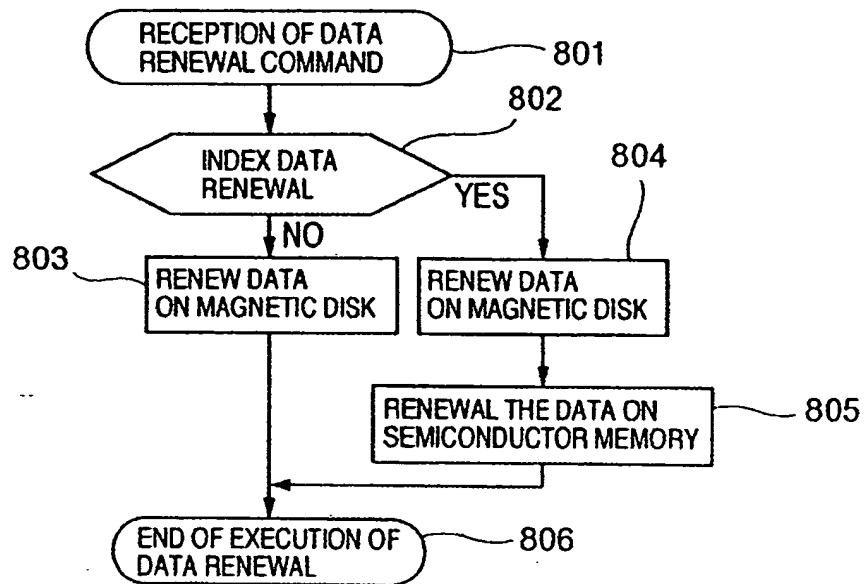 RECEPTION OF DATA
RENEWAL COMMAND
801
802
INDEX DATA
RENEWAL
YES
804
NO
803
RENEW DATA
ON MAGNETIC DISK
RENEW DATA
ON MAGNETIC DISK
RENEWAL THE DATA ON
SEMICONDUCTOR MEMORY
805
END OF EXECUTION OF
DATA RENEWAL
806